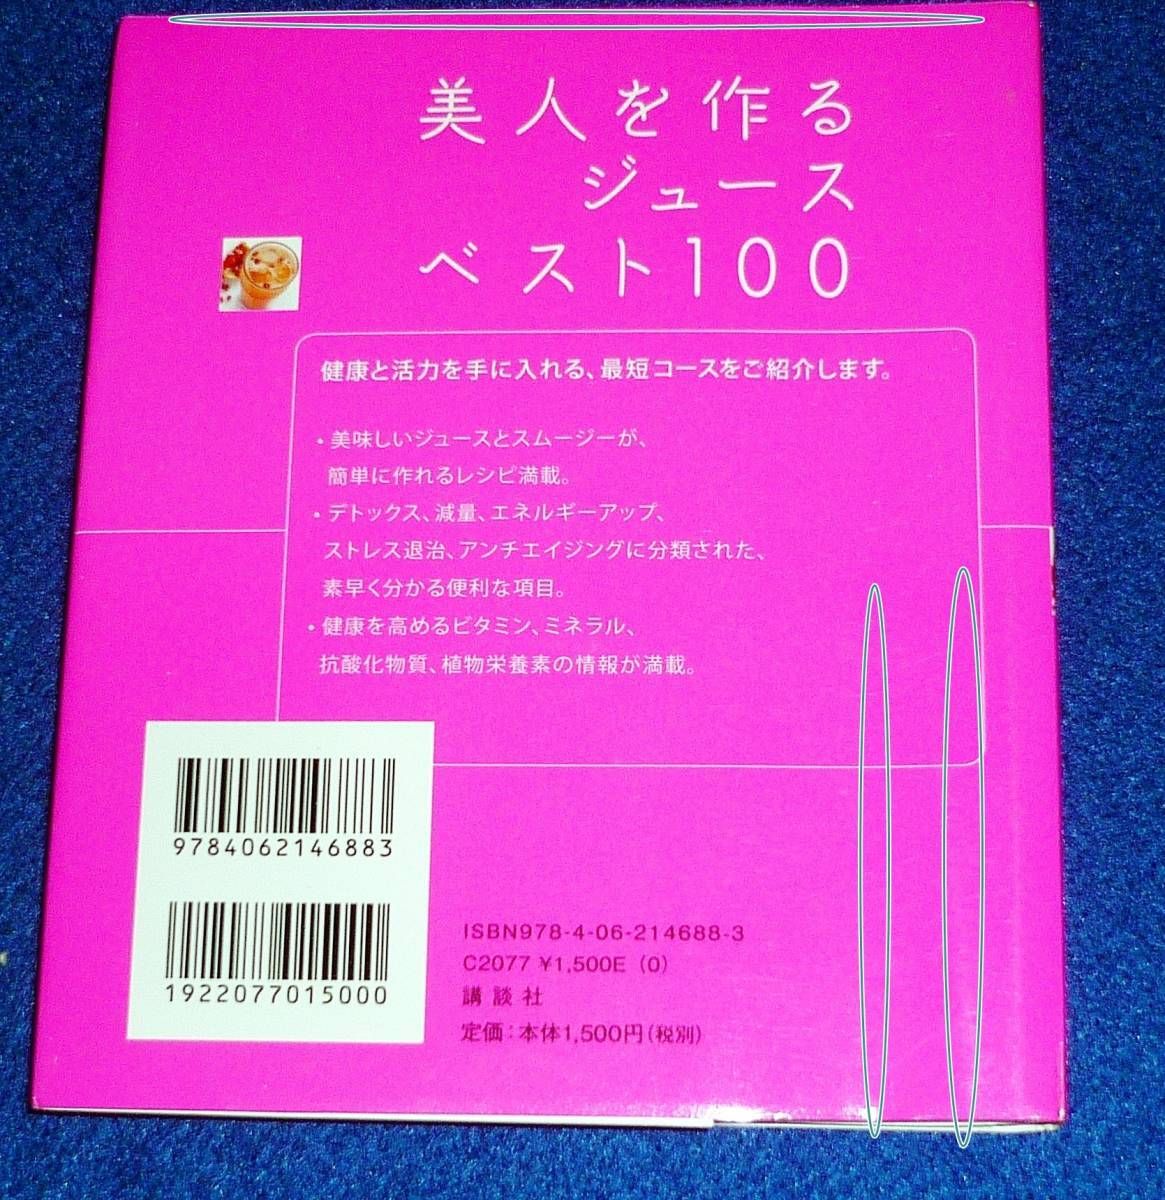 美人を作る
ジュース
ベスト100
健康と活力を手に入れる、最短コースをご紹介します。
・美味しいジュースとスムージーが、
簡単に作れるレシピ満載。
・デトックス、減量、エネルギーアップ、
ストレス退治、アンチエイジングに分類された、
素早く分かる便利な項目。
・健康を高めるビタミン、ミネラル、
抗酸化物質、植物栄養素の情報が満載。
9784062146883
1922077015000
ISBN978-4-06-214688-3
C2077 ¥1,500E (0)
講談社
定価:本体1,500円(税別)